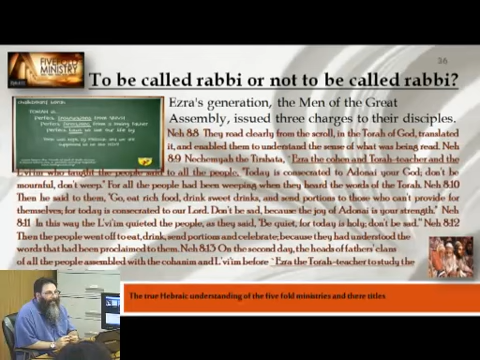 36
FIVEFOLD
MINISTRY
To be called rabbi or not to be called rabbi?
Ezra's generation, the Men of the Great
Assembly, issued three charges to their disciples.
Neh 8:8 They read clearly from the scroll, in the Torah of God, translated
it, and enabled them to understand the sense of what was being read. Neh
8:9 Nechemyah the Tirshata, `Ezra the cohen and Torah-teacher and the
L'vi'im who taught the people said to all the people, "Today is consecrated to Adonai your God; don't be
mournful, don't weep." For all the people had been weeping when they heard the words of the Torah. Neh 8:10
Then he said to them, "Go, eat rich food, drink sweet drinks, and send portions to those who can't provide for
themselves; for today is consecrated to our Lord. Don't be sad, because the joy of Adonai is your strength." Neh
8:11 In this way the L'vi'im quieted the people, as they said, "Be quiet, for today is holy; don't be sad." Neh 8:12
Then the people went off to eat, drink, send portions and celebrate; because they had understood the
words that had been proclaimed to them. Neh 8:13 On the second day, the heads of fathers' clans
of all the people assembled with the cohanim and L'vi'im before `Ezra the Torah-teacher to study the
The true Hebraic understanding of the five fold ministries and there titles